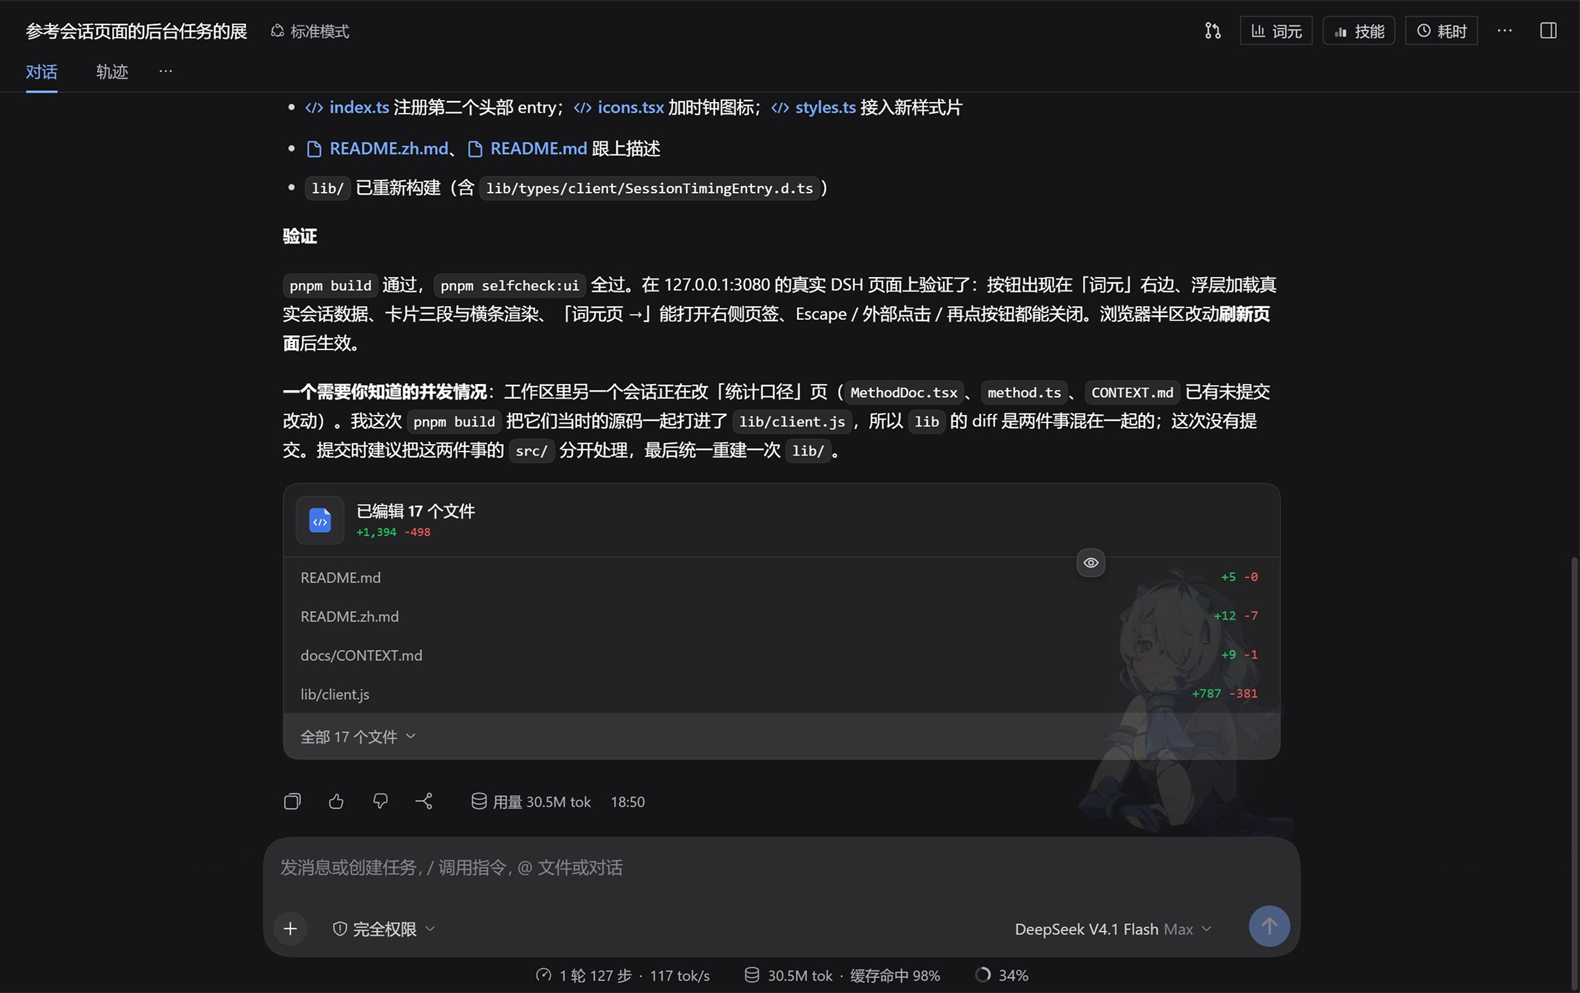 参考会话页面的后台任务的展 标准模式 词元 技能 耗时 ···
对话 轨迹 ···
• </> index.ts 注册第二个头部 entry；</> icons.tsx 加时钟图标；</> styles.ts 接入新样式片
• README.zh.md、README.md 跟上描述
• lib/ 已重新构建（含 lib/types/client/SessionTimingEntry.d.ts）
验证
pnpm build 通过，pnpm selfcheck:ui 全过。在 127.0.0.1:3080 的真实 DSH 页面上验证了：按钮出现在「词元」右边、浮层加载真
实会话数据、卡片三段与横条渲染、「词元页 →」能打开右侧页签、Escape / 外部点击 / 再点按钮都能关闭。浏览器半区改动刷新页
面后生效。
一个需要你知道的并发情况：工作区里另一个会话正在改「统计口径」页（MethodDoc.tsx、method.ts、CONTEXT.md 已有未提交
改动）。我这次 pnpm build 把它们当时的源码一起打进了 lib/client.js，所以 lib 的 diff 是两件事混在一起的；这次没有提
交。提交时建议把这两件事的 src/ 分开处理，最后统一重建一次 lib/。
已编辑 17 个文件
+1,394 -498
README.md +5 -0
README.zh.md +12 -7
docs/CONTEXT.md +9 -1
lib/client.js +787 -381
全部 17 个文件
用量 30.5M tok 18:50
发消息或创建任务, / 调用指令, @ 文件或对话
+ 完全权限 DeepSeek V4.1 Flash Max
1 轮 127 步 · 117 tok/s 30.5M tok · 缓存命中 98% 34%